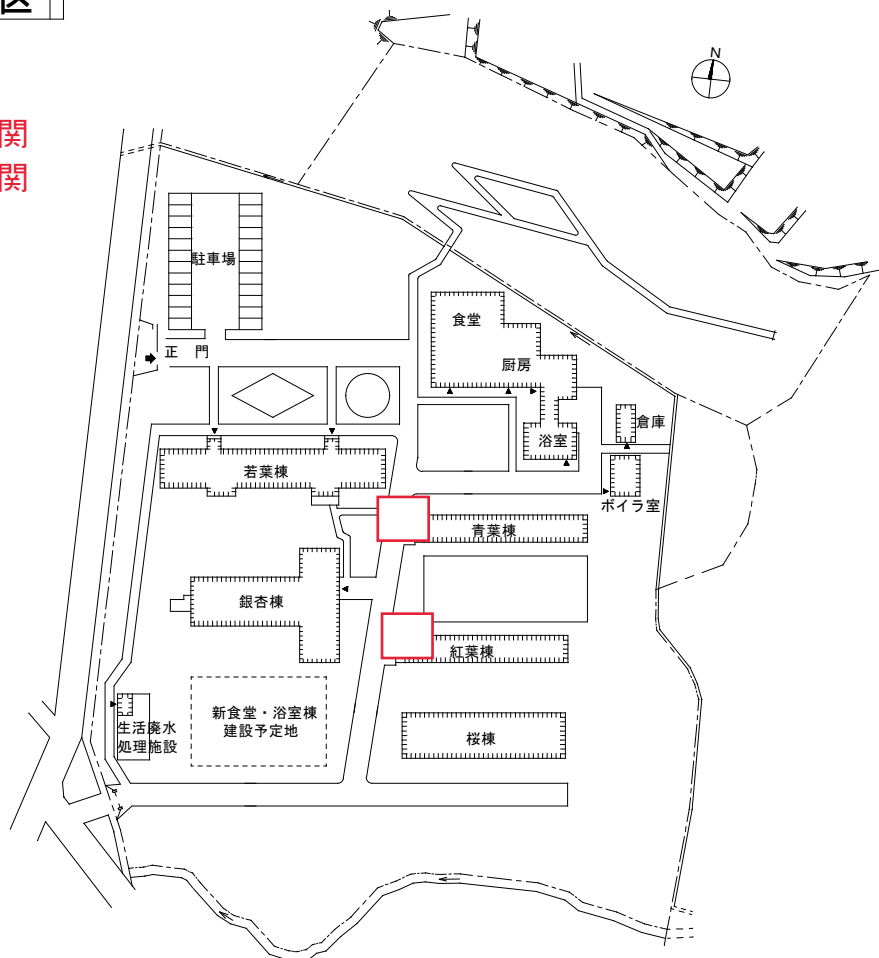 区
関
関
N
駐車場
正 門
食堂
厨房
倉庫
浴室
若葉棟
ボイラ室
青葉棟
銀杏棟
紅葉棟
新食堂・浴室棟
建設予定地
生活廃水
処理施設
桜棟